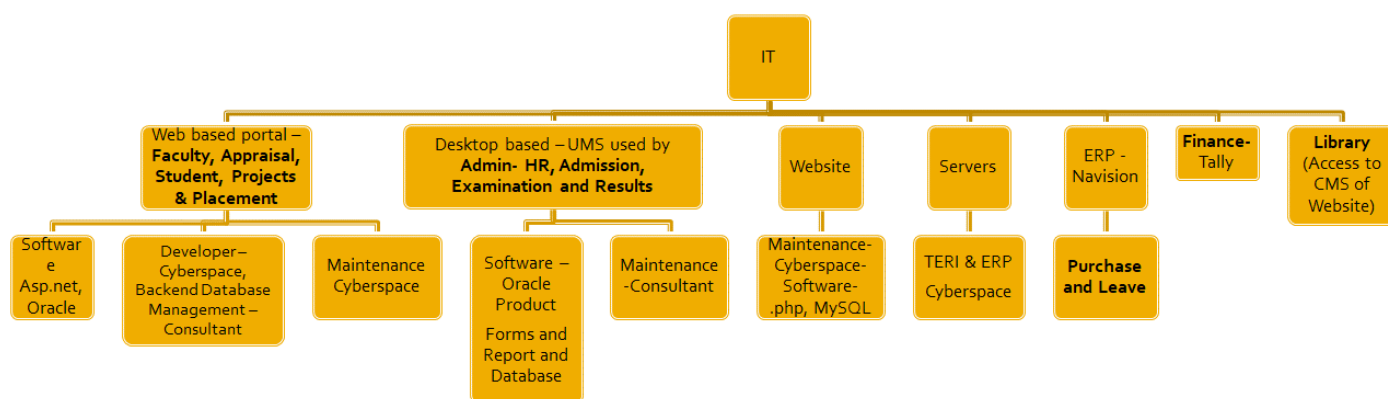 IT
Web based portal –
Faculty, Appraisal,
Student, Projects
& Placement
Desktop based – UMS used by
Admin- HR, Admission,
Examination and Results
Website
Servers
ERP -
Navision
Finance-
Tally
Library
(Access to
CMS of
Website)
Softwar
e
Asp.net,
Oracle
Developer –
Cyberspace,
Backend Database
Management –
Consultant
Maintenance
Cyberspace
Software –
Oracle
Product
Forms and
Report and
Database
Maintenance
-Consultant
Maintenance-
Cyberspace-
Software-
.php, MySQL
TERI & ERP
Cyberspace
Purchase
and Leave